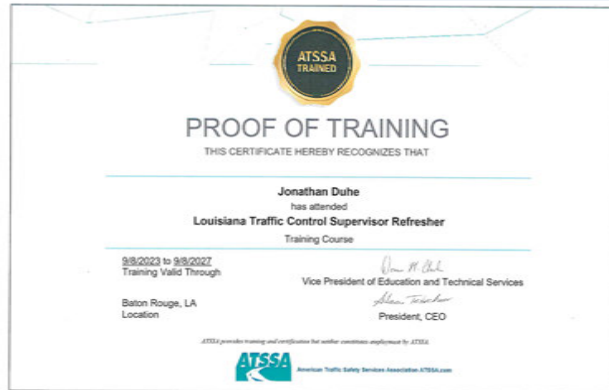 ATSSA
TRAINED
PROOF OF TRAINING
THIS CERTIFICATE HEREBY RECOGNIZES THAT
Jonathan Duhe
has attended
Louisiana Traffic Control Supervisor Refresher
Training Course
9/8/2023 to 9/8/2027
Training Valid Through
Vice President of Education and Technical Services
Baton Rouge, LA
Location
President, CEO
ATSSA provides training and certification but neither constitutes employment by ATSSA.
ATSSA
American Traffic Safety Services Association ATSSA.com